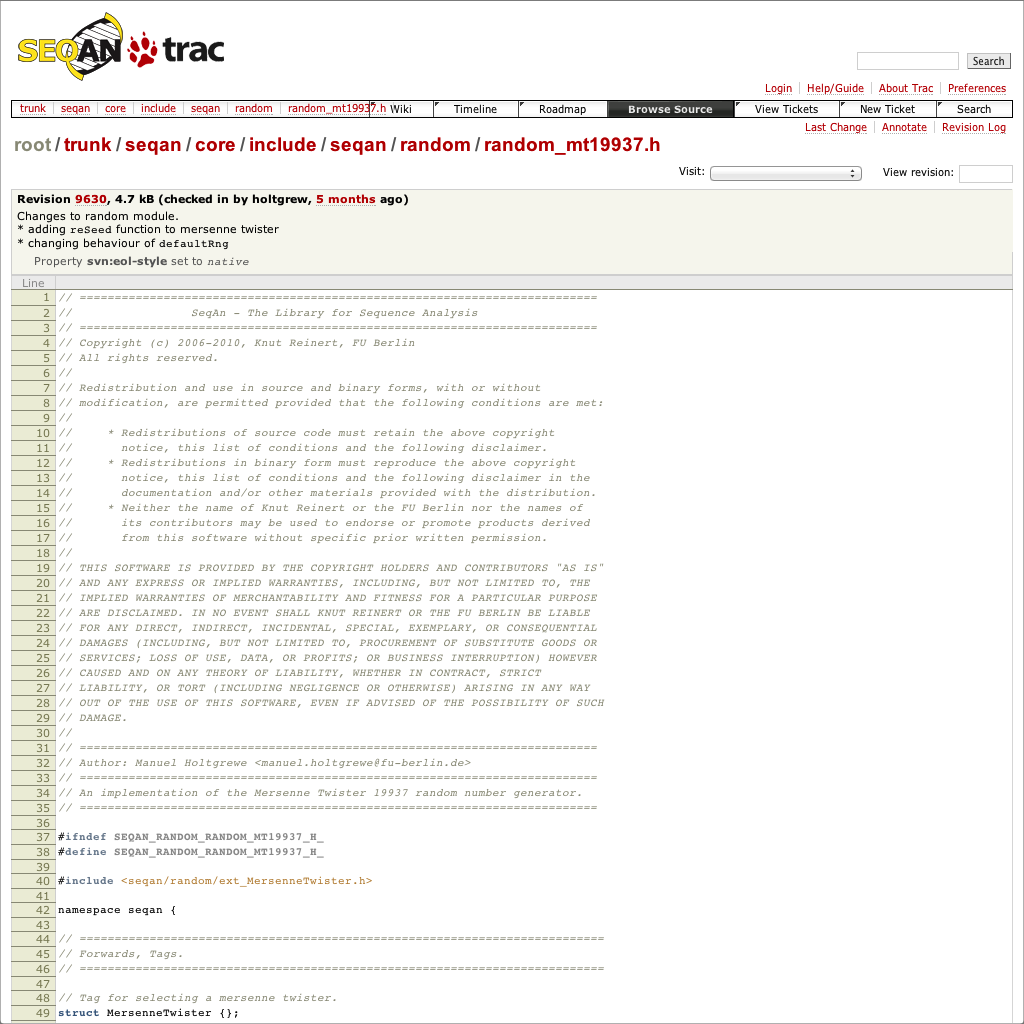 SEQAN trac
Search
Login Help/Guide About Trac Preferences
trunk seqan core include seqan random random_mt19937.h Wiki Timeline Roadmap Browse Source View Tickets New Ticket Search
Last Change Annotate Revision Log
root/trunk/seqan/core/include/seqan/random/random_mt19937.h
Visit: View revision:
Revision 9630, 4.7 kB (checked in by holtgrew, 5 months ago)
Changes to random module.
* adding reSeed function to mersenne twister
* changing behaviour of defaultRng
Property svn:eol-style set to native
Line
1 // ==========================================================================
2 //                 SeqAn - The Library for Sequence Analysis
3 // ==========================================================================
4 // Copyright (c) 2006-2010, Knut Reinert, FU Berlin
5 // All rights reserved.
6 //
7 // Redistribution and use in source and binary forms, with or without
8 // modification, are permitted provided that the following conditions are met:
9 //
10 //     * Redistributions of source code must retain the above copyright
11 //       notice, this list of conditions and the following disclaimer.
12 //     * Redistributions in binary form must reproduce the above copyright
13 //       notice, this list of conditions and the following disclaimer in the
14 //       documentation and/or other materials provided with the distribution.
15 //     * Neither the name of Knut Reinert or the FU Berlin nor the names of
16 //       its contributors may be used to endorse or promote products derived
17 //       from this software without specific prior written permission.
18 //
19 // THIS SOFTWARE IS PROVIDED BY THE COPYRIGHT HOLDERS AND CONTRIBUTORS "AS IS"
20 // AND ANY EXPRESS OR IMPLIED WARRANTIES, INCLUDING, BUT NOT LIMITED TO, THE
21 // IMPLIED WARRANTIES OF MERCHANTABILITY AND FITNESS FOR A PARTICULAR PURPOSE
22 // ARE DISCLAIMED. IN NO EVENT SHALL KNUT REINERT OR THE FU BERLIN BE LIABLE
23 // FOR ANY DIRECT, INDIRECT, INCIDENTAL, SPECIAL, EXEMPLARY, OR CONSEQUENTIAL
24 // DAMAGES (INCLUDING, BUT NOT LIMITED TO, PROCUREMENT OF SUBSTITUTE GOODS OR
25 // SERVICES; LOSS OF USE, DATA, OR PROFITS; OR BUSINESS INTERRUPTION) HOWEVER
26 // CAUSED AND ON ANY THEORY OF LIABILITY, WHETHER IN CONTRACT, STRICT
27 // LIABILITY, OR TORT (INCLUDING NEGLIGENCE OR OTHERWISE) ARISING IN ANY WAY
28 // OUT OF THE USE OF THIS SOFTWARE, EVEN IF ADVISED OF THE POSSIBILITY OF SUCH
29 // DAMAGE.
30 //
31 // ==========================================================================
32 // Author: Manuel Holtgrewe <manuel.holtgrewe@fu-berlin.de>
33 // ==========================================================================
34 // An implementation of the Mersenne Twister 19937 random number generator.
35 // ==========================================================================
36
37 #ifndef SEQAN_RANDOM_RANDOM_MT19937_H_
38 #define SEQAN_RANDOM_RANDOM_MT19937_H_
39
40 #include <seqan/random/ext_MersenneTwister.h>
41
42 namespace seqan {
43
44 // ===========================================================================
45 // Forwards, Tags.
46 // ===========================================================================
47
48 // Tag for selecting a mersenne twister.
49 struct MersenneTwister {};